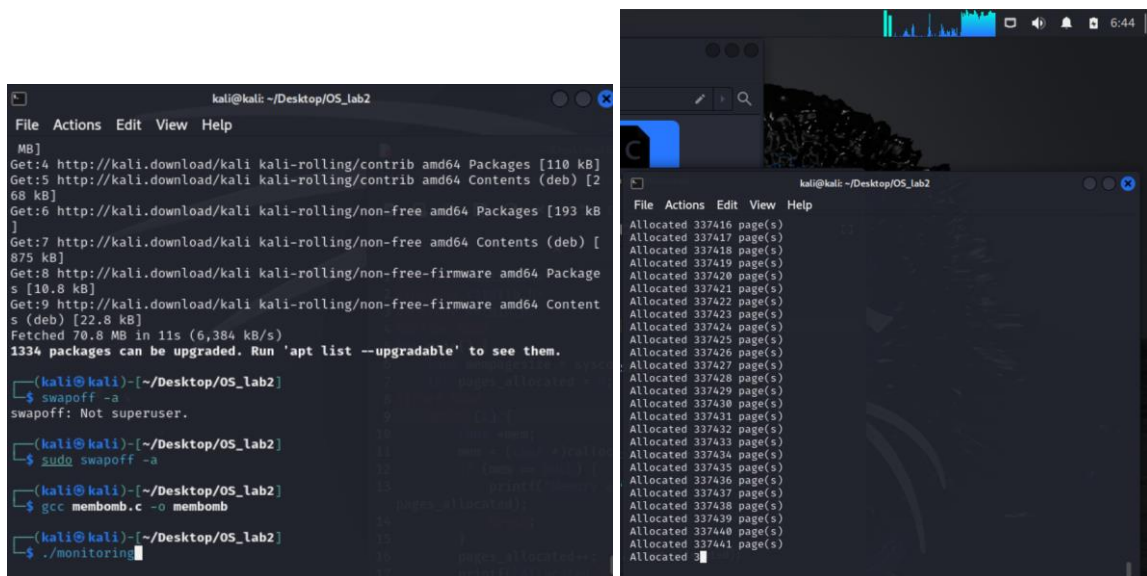 kali@kali: ~/Desktop/OS_lab2
File Actions Edit View Help
MB]
Get:4 http://kali.download/kali kali-rolling/contrib amd64 Packages [110 kB]
Get:5 http://kali.download/kali kali-rolling/contrib amd64 Contents (deb) [2
68 kB]
Get:6 http://kali.download/kali kali-rolling/non-free amd64 Packages [193 kB
]
Get:7 http://kali.download/kali kali-rolling/non-free amd64 Contents (deb) [
875 kB]
Get:8 http://kali.download/kali kali-rolling/non-free-firmware amd64 Package
s [10.8 kB]
Get:9 http://kali.download/kali kali-rolling/non-free-firmware amd64 Content
s (deb) [22.8 kB]
Fetched 70.8 MB in 11s (6,384 kB/s)
1334 packages can be upgraded. Run 'apt list --upgradable' to see them.
(kali㉿kali)-[~/Desktop/OS_lab2]
$ swapoff -a
swapoff: Not superuser.
(kali㉿kali)-[~/Desktop/OS_lab2]
$ sudo swapoff -a
(kali㉿kali)-[~/Desktop/OS_lab2]
$ gcc membomb.c -o membomb
(kali㉿kali)-[~/Desktop/OS_lab2]
$ ./monitoring
6:44
C
kali@kali: ~/Desktop/OS_lab2
File Actions Edit View Help
Allocated 337416 page(s)
Allocated 337417 page(s)
Allocated 337418 page(s)
Allocated 337419 page(s)
Allocated 337420 page(s)
Allocated 337421 page(s)
Allocated 337422 page(s)
Allocated 337423 page(s)
Allocated 337424 page(s)
Allocated 337425 page(s)
Allocated 337426 page(s)
Allocated 337427 page(s)
Allocated 337428 page(s)
Allocated 337429 page(s)
Allocated 337430 page(s)
Allocated 337431 page(s)
Allocated 337432 page(s)
Allocated 337433 page(s)
Allocated 337434 page(s)
Allocated 337435 page(s)
Allocated 337436 page(s)
Allocated 337437 page(s)
Allocated 337438 page(s)
Allocated 337439 page(s)
Allocated 337440 page(s)
Allocated 337441 page(s)
Allocated 3